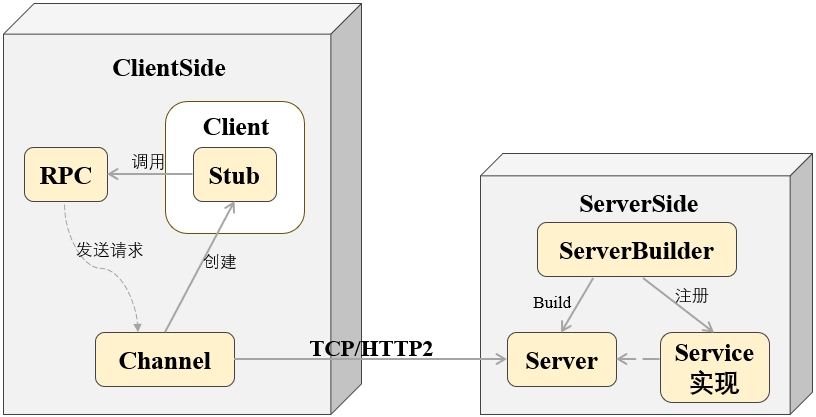 ClientSide
Client
RPC
调用
Stub
发送请求
创建
Channel
TCP/HTTP2
ServerSide
ServerBuilder
Build
注册
Server
Service
实现